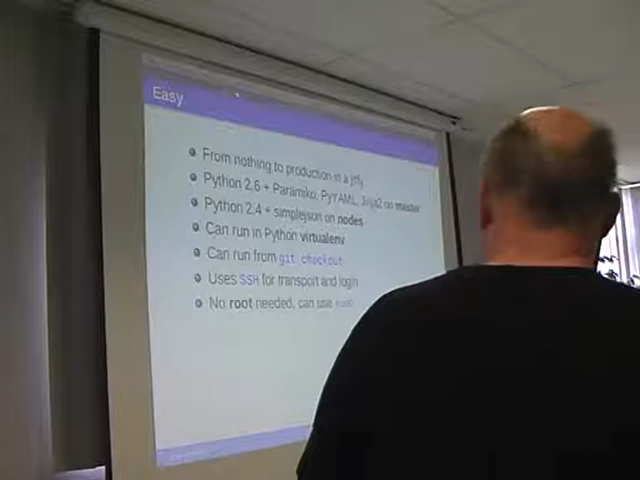 Easy
From nothing to production in a jiffy
Python 2.6 + Paramiko, PyYAML, Jinja2 on master
Python 2.4 + simplejson on nodes
Can run in Python virtualenv
Can run from git checkout
Uses SSH for transport and login
No root needed, can use sudo